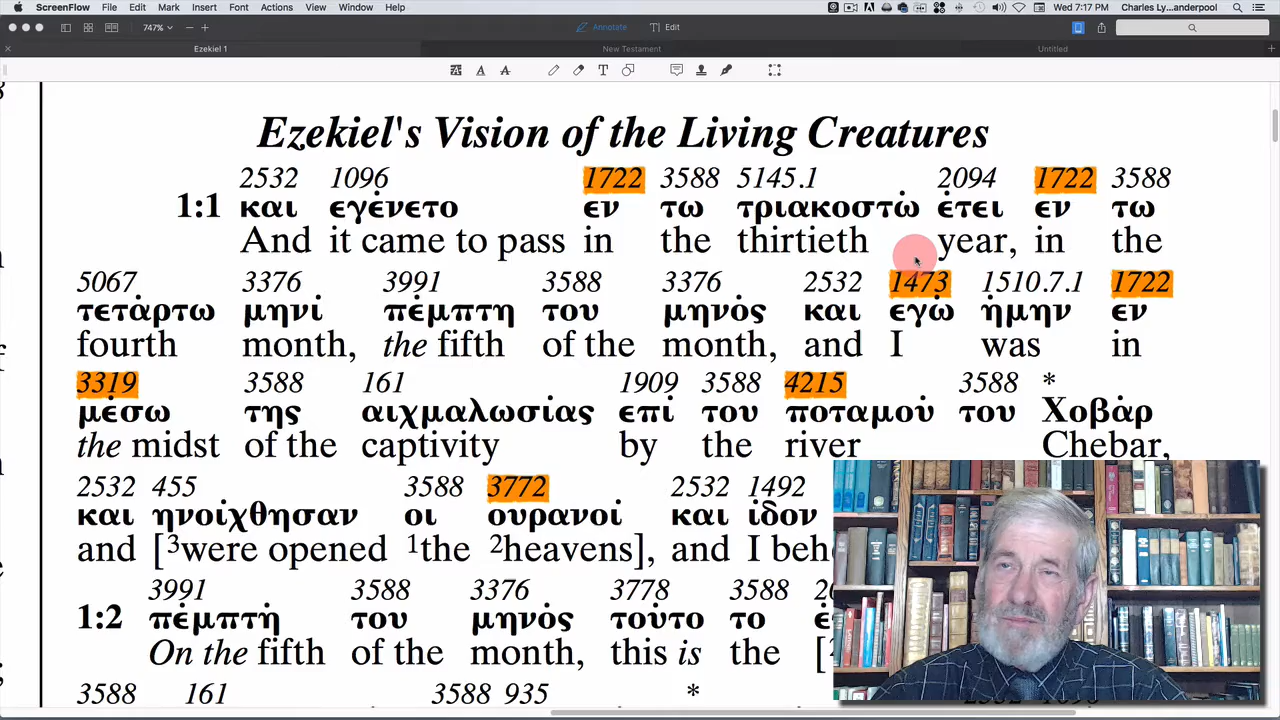 ScreenFlow File Edit Mark Insert Font Actions View Window Help Wed 7:17 PM Charles Ly...anderpool
747% Annotate Edit
Ezekiel 1 New Testament Untitled
Ezekiel's Vision of the Living Creatures
2532 1096 1722 3588 5145.1 2094 1722 3588
1:1 και εγένετο εν τω τριακοστώ έτει εν τω
And it came to pass in the thirtieth year, in the
5067 3376 3991 3588 3376 2532 1473 1510.7.1 1722
τετάρτω μηνί πέμπτη του μηνός και εγώ ήμην εν
fourth month, the fifth of the month, and I was in
3319 3588 161 1909 3588 4215 3588 *
μέσω της αιχμαλωσίας επί του ποταμού του Χοβάρ
the midst of the captivity by the river Chebar,
2532 455 3588 3772 2532 1492
και ηνοίχθησαν οι ουρανοί και ίδον
and [3were opened 1the 2heavens], and I beh
3991 3588 3376 3778 3588
1:2 πέμπτή του μηνός τούτο το
On the fifth of the month, this is the
3588 161 3588 935 *